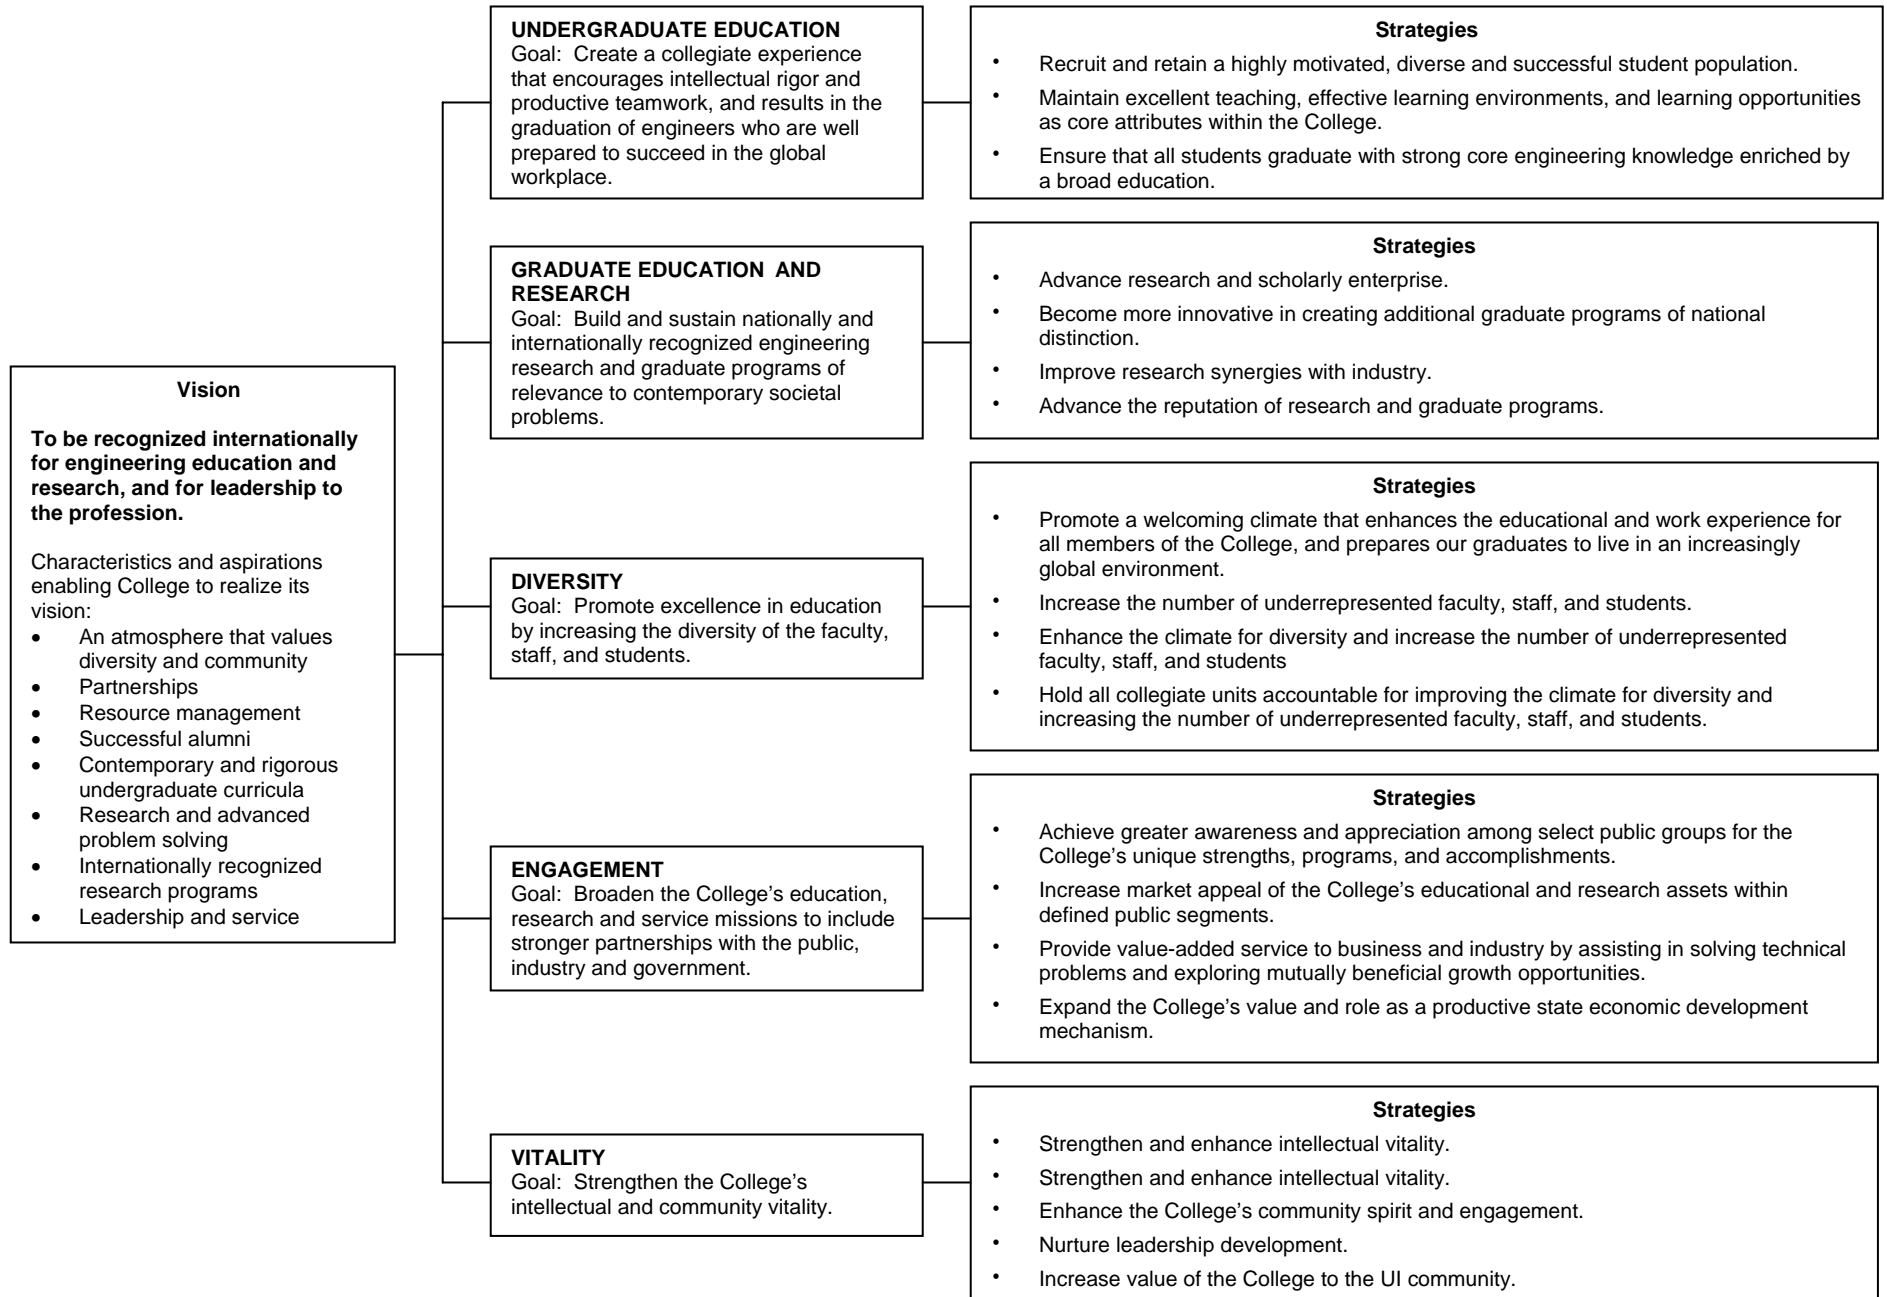 Vision
To be recognized internationally
for engineering education and
research, and for leadership to
the profession.
Characteristics and aspirations
enabling College to realize its
vision:
• An atmosphere that values
diversity and community
• Partnerships
• Resource management
• Successful alumni
• Contemporary and rigorous
undergraduate curricula
• Research and advanced
problem solving
• Internationally recognized
research programs
• Leadership and service
UNDERGRADUATE EDUCATION
Goal: Create a collegiate experience
that encourages intellectual rigor and
productive teamwork, and results in the
graduation of engineers who are well
prepared to succeed in the global
workplace.
Strategies
• Recruit and retain a highly motivated, diverse and successful student population.
• Maintain excellent teaching, effective learning environments, and learning opportunities
as core attributes within the College.
• Ensure that all students graduate with strong core engineering knowledge enriched by
a broad education.
GRADUATE EDUCATION AND
RESEARCH
Goal: Build and sustain nationally and
internationally recognized engineering
research and graduate programs of
relevance to contemporary societal
problems.
Strategies
• Advance research and scholarly enterprise.
• Become more innovative in creating additional graduate programs of national
distinction.
• Improve research synergies with industry.
• Advance the reputation of research and graduate programs.
DIVERSITY
Goal: Promote excellence in education
by increasing the diversity of the faculty,
staff, and students.
Strategies
• Promote a welcoming climate that enhances the educational and work experience for
all members of the College, and prepares our graduates to live in an increasingly
global environment.
• Increase the number of underrepresented faculty, staff, and students.
• Enhance the climate for diversity and increase the number of underrepresented
faculty, staff, and students
• Hold all collegiate units accountable for improving the climate for diversity and
increasing the number of underrepresented faculty, staff, and students.
ENGAGEMENT
Goal: Broaden the College's education,
research and service missions to include
stronger partnerships with the public,
industry and government.
Strategies
• Achieve greater awareness and appreciation among select public groups for the
College's unique strengths, programs, and accomplishments.
• Increase market appeal of the College's educational and research assets within
defined public segments.
• Provide value-added service to business and industry by assisting in solving technical
problems and exploring mutually beneficial growth opportunities.
• Expand the College's value and role as a productive state economic development
mechanism.
VITALITY
Goal: Strengthen the College's
intellectual and community vitality.
Strategies
• Strengthen and enhance intellectual vitality.
• Strengthen and enhance intellectual vitality.
• Enhance the College's community spirit and engagement.
• Nurture leadership development.
• Increase value of the College to the UI community.